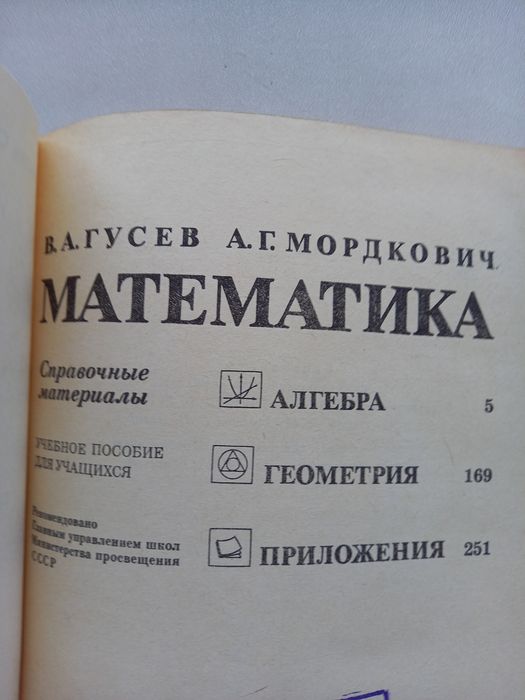 В. А. ГУСЕВ А. Г. МОРДКОВИЧ
МАТЕМАТИКА
Справочные
материалы
УЧЕБНОЕ ПОСОБИЕ
ДЛЯ УЧАЩИХСЯ
Рекомендовано
Главным управлением школ
Министерства просвещения
СССР
АЛГЕБРА 5
ГЕОМЕТРИЯ 169
ПРИЛОЖЕНИЯ 251